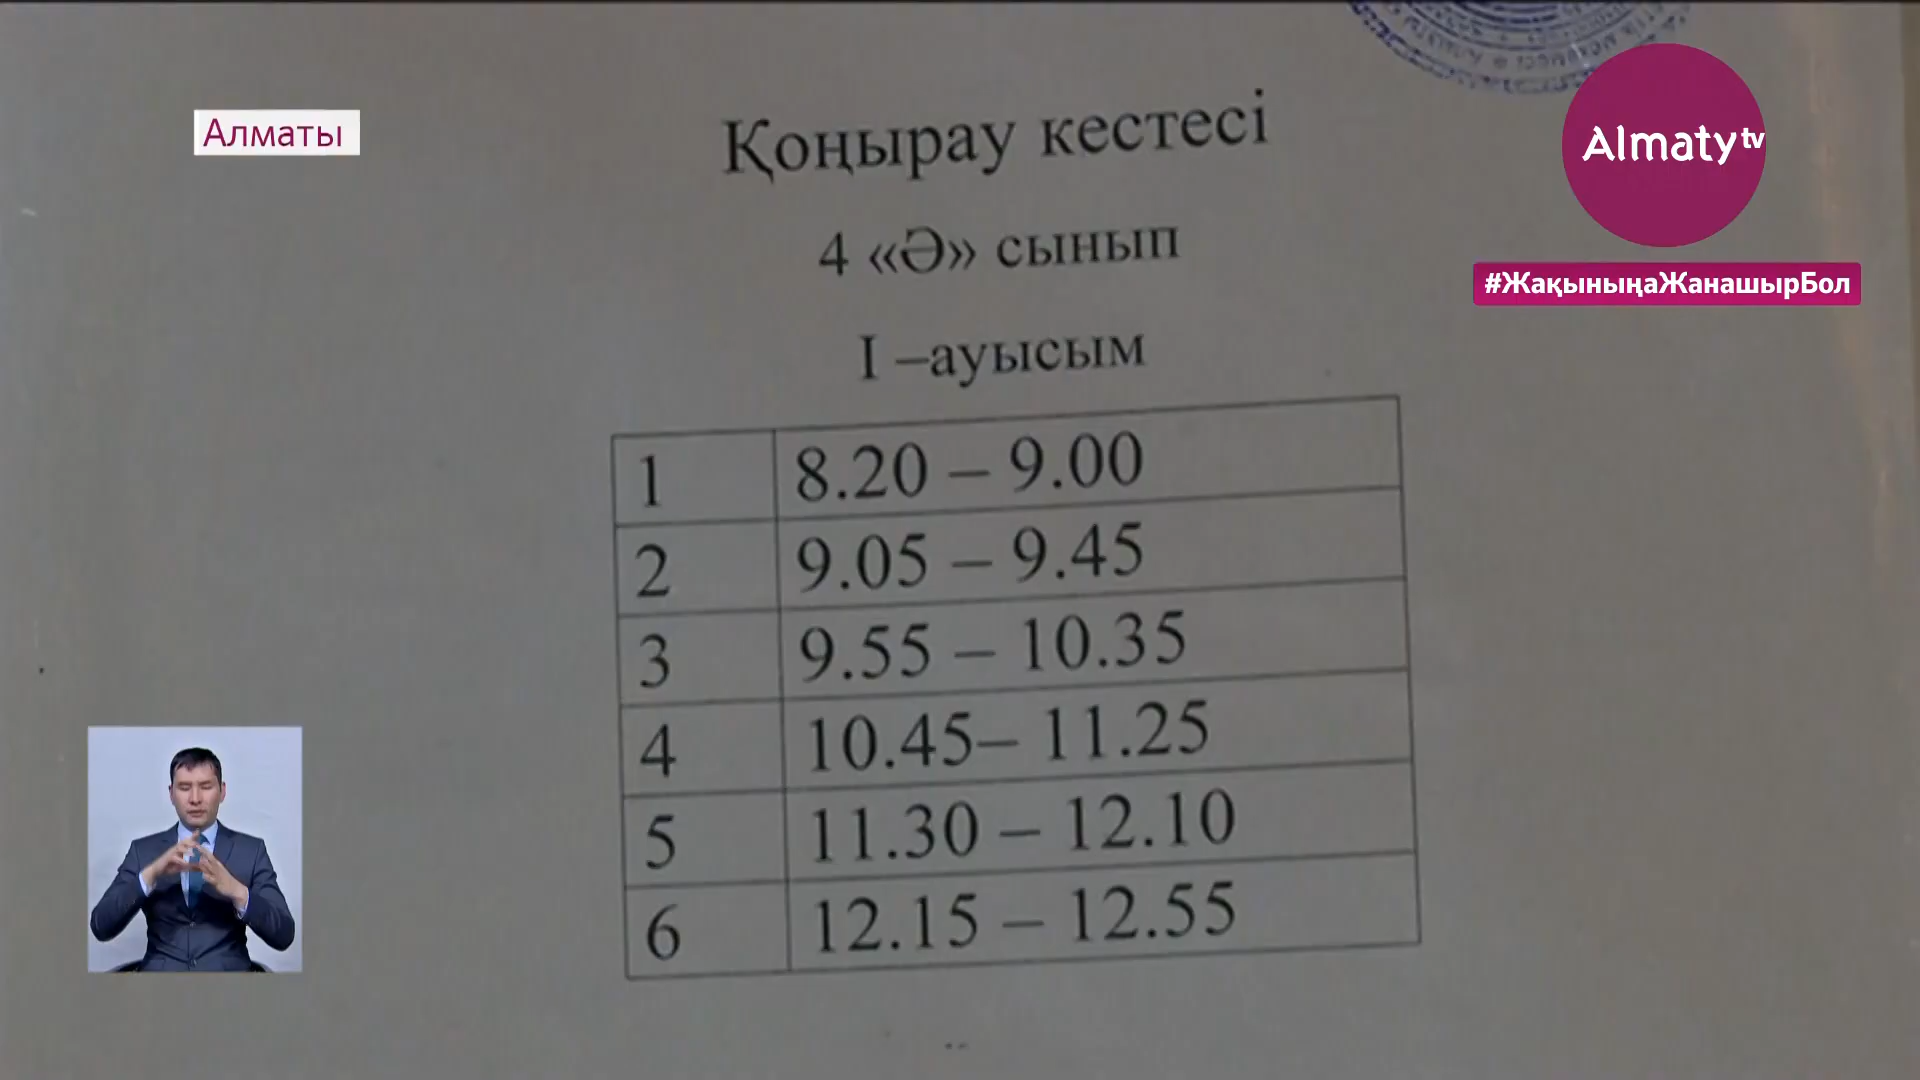 Алматы
Almaty tv
#ЖақыныңаЖанашырБол
Қоңырау кестесі
4 «Ә» сынып
I –ауысым
1 8.20 – 9.00
2 9.05 – 9.45
3 9.55 – 10.35
4 10.45– 11.25
5 11.30 – 12.10
6 12.15 – 12.55